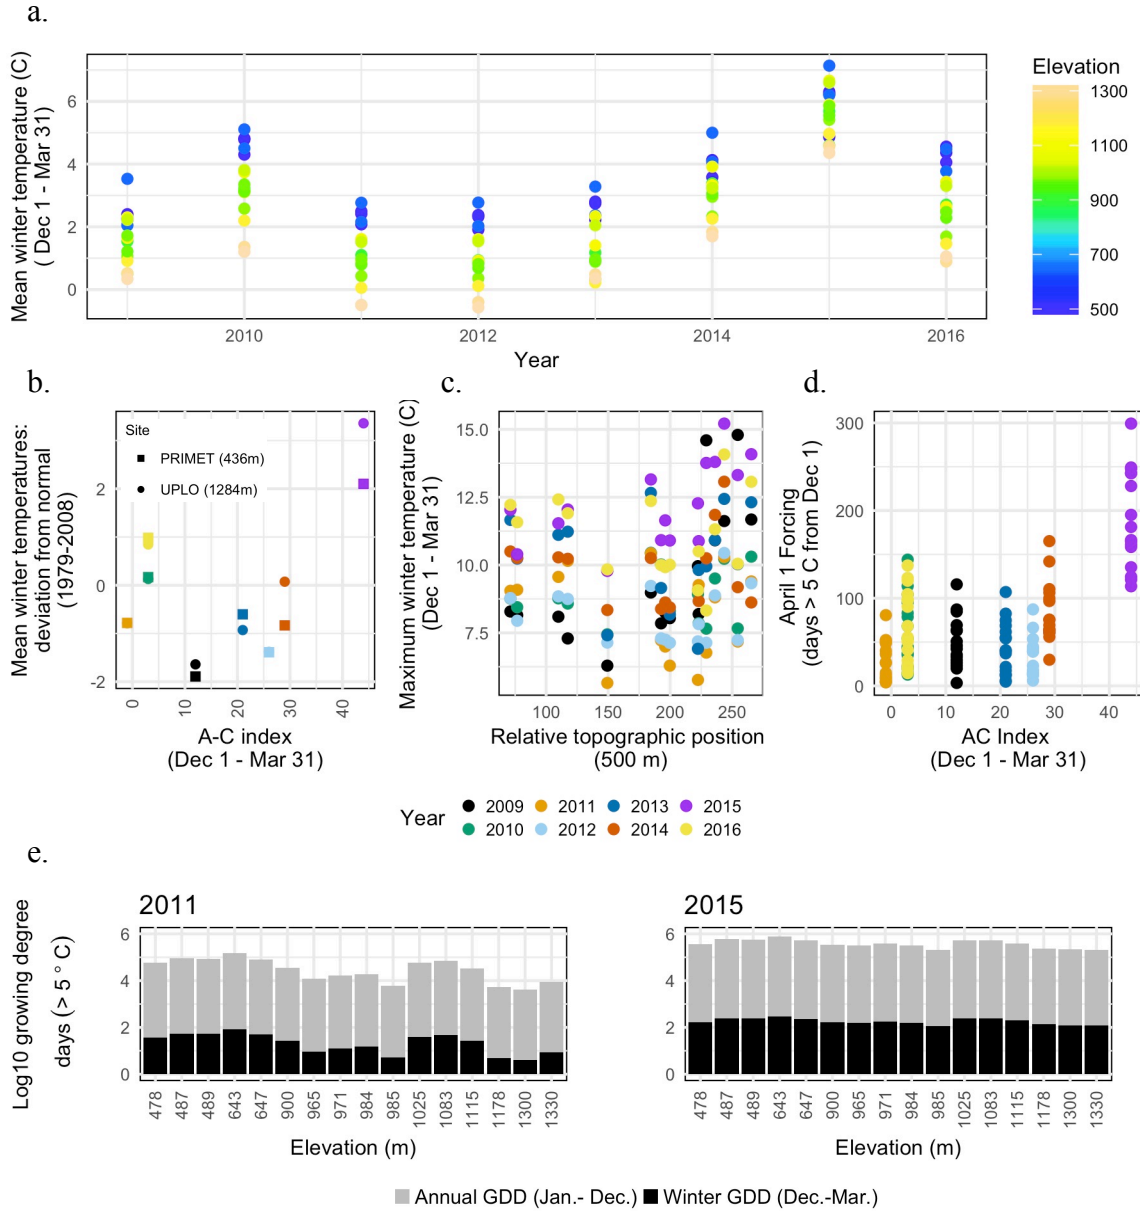 a.
Mean winter temperature (C)
( Dec 1 - Mar 31)
6
4
2
0
2010
2012
2014
2016
Year
Elevation
1300
1100
900
700
500
b.
Mean winter temperatures:
deviation from normal
(1979-2008)
Site
PRIMET (436m)
UPLO (1284m)
2
0
-2
0
10
20
30
40
A-C index
(Dec 1 - Mar 31)
c.
Maximum winter temperature (C)
(Dec 1 - Mar 31)
15.0
12.5
10.0
7.5
100
150
200
250
Relative topographic position
(500 m)
d.
April 1 Forcing
(days > 5 C from Dec 1)
300
200
100
0
0
10
20
30
40
AC Index
(Dec 1 - Mar 31)
Year
2009 2011 2013 2015
2010 2012 2014 2016
e.
Log10 growing degree
days ( > 5 ° C)
2011
6
4
2
0
478 487 489 643 647 900 965 971 984 985 1025 1083 1115 1178 1300 1330
Elevation (m)
2015
6
4
2
0
478 487 489 643 647 900 965 971 984 985 1025 1083 1115 1178 1300 1330
Elevation (m)
Annual GDD (Jan.- Dec.) Winter GDD (Dec.-Mar.)